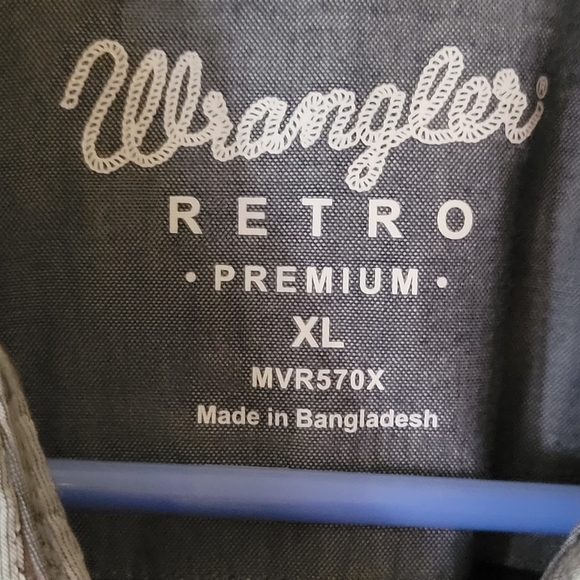 Wrangler®
RETRO
• PREMIUM •
XL
MVR570X
Made in Bangladesh